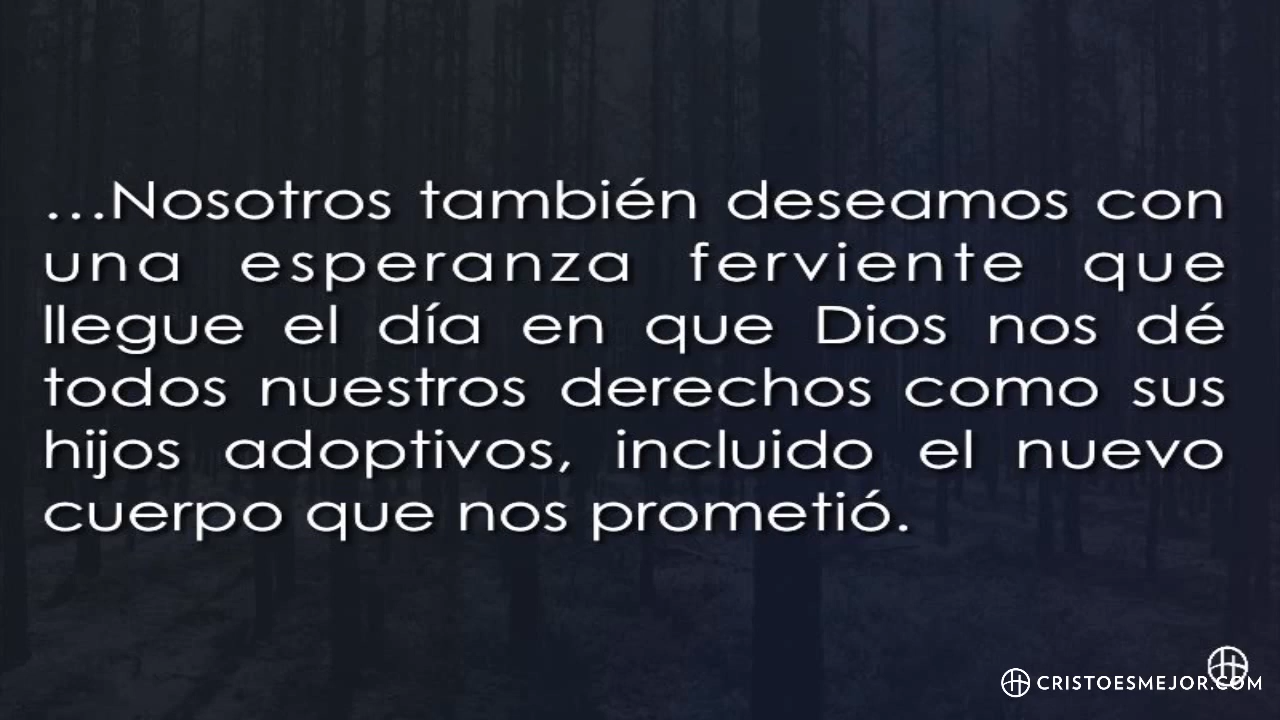 ...Nosotros también deseamos con
una esperanza ferviente que
llegue el día en que Dios nos dé
todos nuestros derechos como sus
hijos adoptivos, incluido el nuevo
cuerpo que nos prometió.
CRISTOESMEJOR.COM